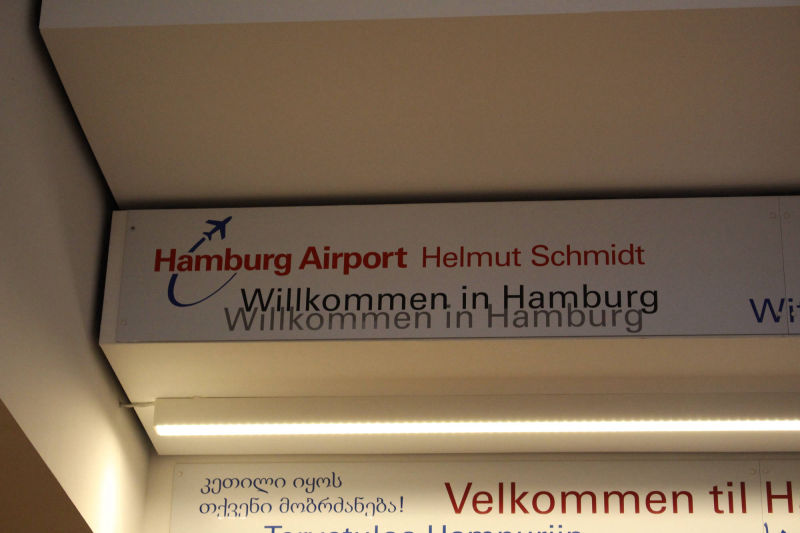 Hamburg Airport Helmut Schmidt
Willkommen in Hamburg
Willkommen in Hamburg
კეთილი იყოს
თქვენი მობრძანება!
Velkommen til